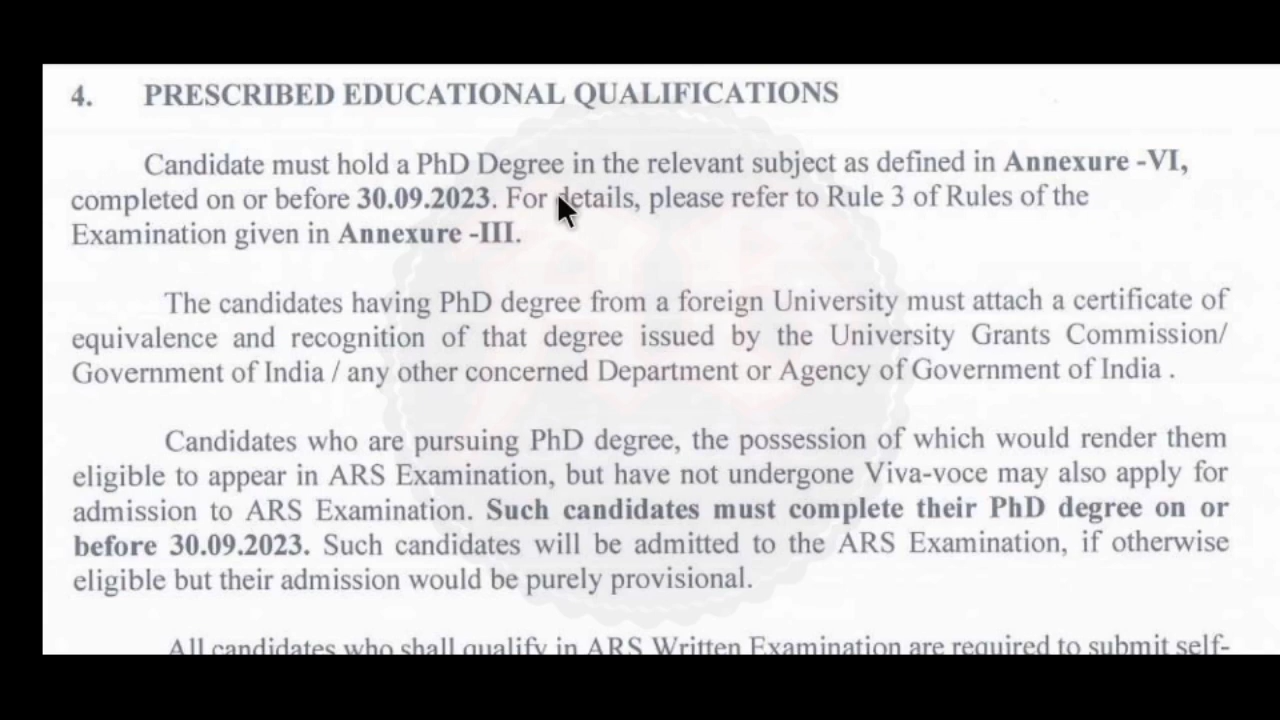 4. PRESCRIBED EDUCATIONAL QUALIFICATIONS
Candidate must hold a PhD Degree in the relevant subject as defined in Annexure -VI,
completed on or before 30.09.2023. For details, please refer to Rule 3 of Rules of the
Examination given in Annexure -III.
The candidates having PhD degree from a foreign University must attach a certificate of
equivalence and recognition of that degree issued by the University Grants Commission/
Government of India / any other concerned Department or Agency of Government of India .
Candidates who are pursuing PhD degree, the possession of which would render them
eligible to appear in ARS Examination, but have not undergone Viva-voce may also apply for
admission to ARS Examination. Such candidates must complete their PhD degree on or
before 30.09.2023. Such candidates will be admitted to the ARS Examination, if otherwise
eligible but their admission would be purely provisional.
All candidates who shall qualify in ARS Written Examination are required to submit self-